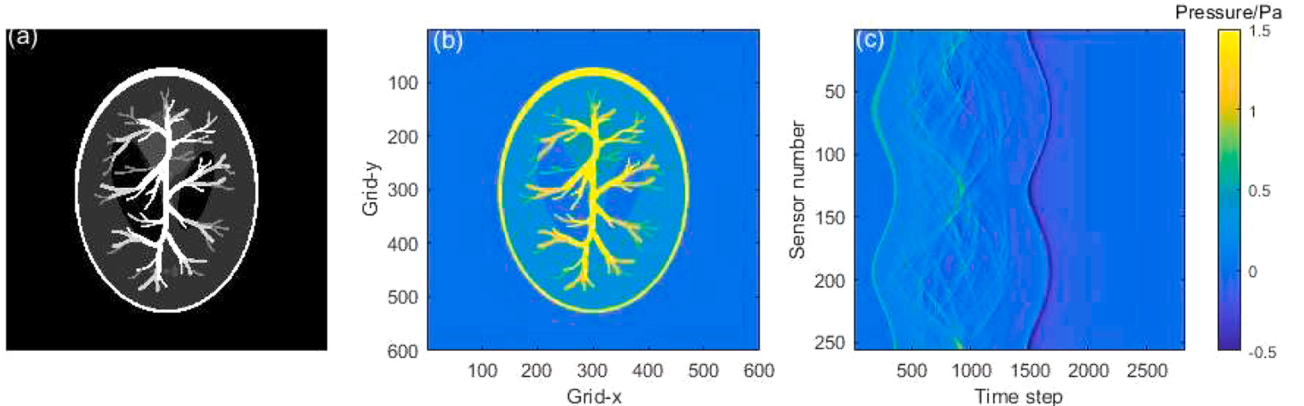 Pressure/Pa
(a)
(b)
(c)
100
200
300
400
500
600
Grid-y
100 200 300 400 500 600
Grid-x
50
100
150
200
250
Sensor number
500 1000 1500 2000 2500
Time step
1.5
1
0.5
0
-0.5